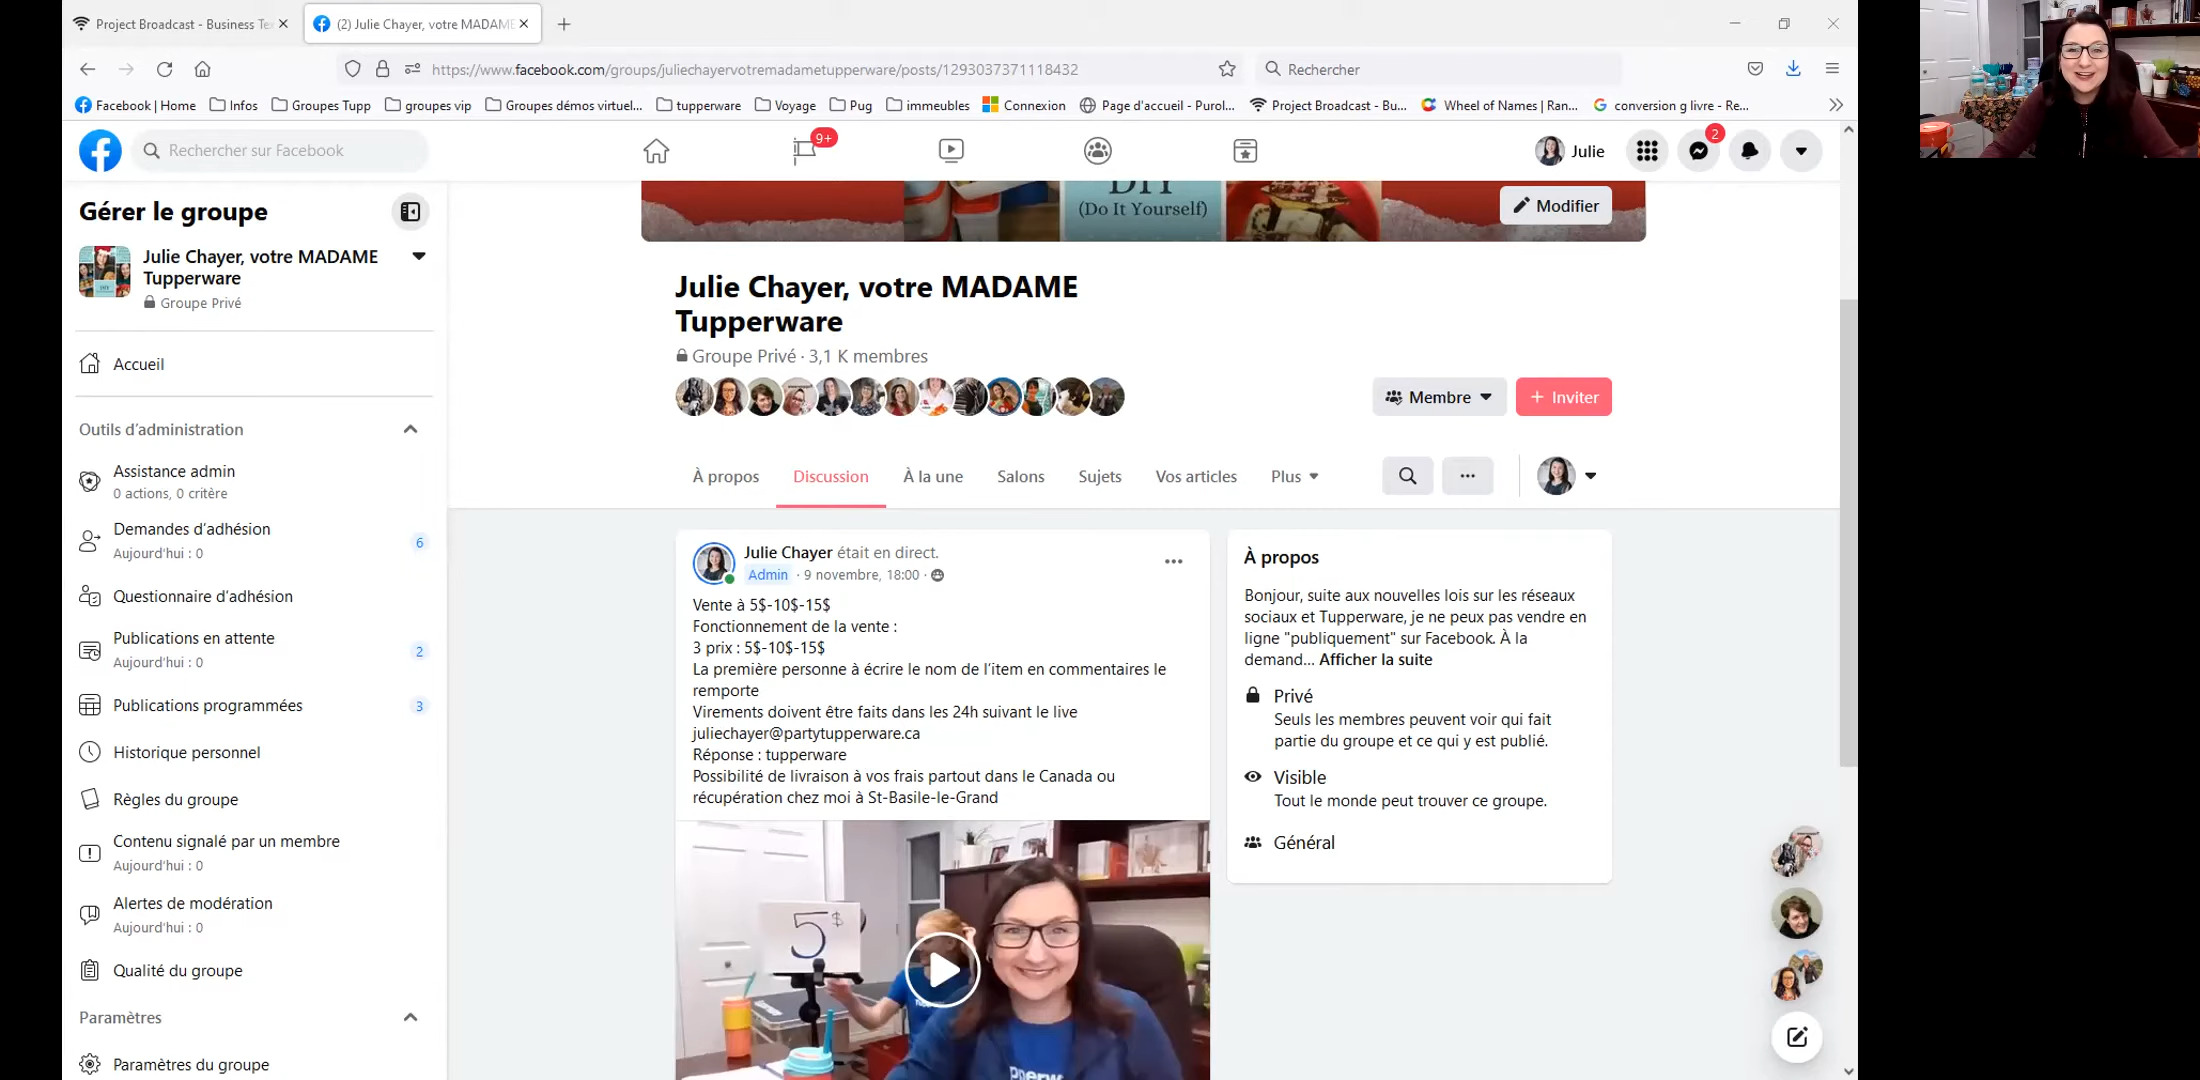 Project Broadcast - Business Te
(2) Julie Chayer, votre MADAME
https://www.facebook.com/groups/juliechayervotremadametupperware/posts/1293037371118432
Rechercher
Facebook | Home
Infos
Groupes Tupp
groupes vip
Groupes démos virtuel...
tupperware
Voyage
Pug
immeubles
Connexion
Page d'accueil - Purol...
Project Broadcast - Bu...
Wheel of Names | Ran...
conversion g livre - Re...
Rechercher sur Facebook
9+
Julie
2
Gérer le groupe
Julie Chayer, votre MADAME
Tupperware
Groupe Privé
Accueil
Outils d'administration
Assistance admin
0 actions, 0 critère
Demandes d'adhésion
Aujourd'hui : 0
6
Questionnaire d'adhésion
Publications en attente
Aujourd'hui : 0
2
Publications programmées
3
Historique personnel
Règles du groupe
Contenu signalé par un membre
Aujourd'hui : 0
Alertes de modération
Aujourd'hui : 0
Qualité du groupe
Paramètres
Paramètres du groupe
DIY
(Do It Yourself)
Modifier
Julie Chayer, votre MADAME
Tupperware
Groupe Privé · 3,1 K membres
Membre
+ Inviter
À propos
Discussion
À la une
Salons
Sujets
Vos articles
Plus
Julie Chayer était en direct.
Admin · 9 novembre, 18:00 ·
Vente à 5$-10$-15$
Fonctionnement de la vente :
3 prix : 5$-10$-15$
La première personne à écrire le nom de l'item en commentaires le
remporte
Virements doivent être faits dans les 24h suivant le live
juliechayer@partytupperware.ca
Réponse : tupperware
Possibilité de livraison à vos frais partout dans le Canada ou
récupération chez moi à St-Basile-le-Grand
5$
À propos
Bonjour, suite aux nouvelles lois sur les réseaux
sociaux et Tupperware, je ne peux pas vendre en
ligne "publiquement" sur Facebook. À la
demand... Afficher la suite
Privé
Seuls les membres peuvent voir qui fait
partie du groupe et ce qui y est publié.
Visible
Tout le monde peut trouver ce groupe.
Général